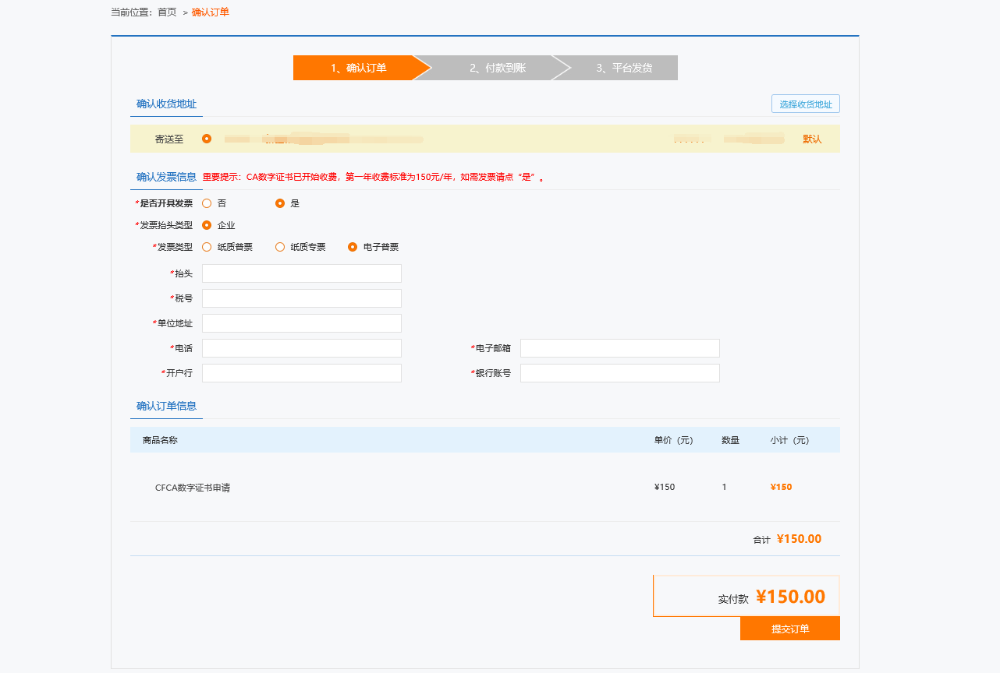 当前位置： 首页 > 确认订单
1、确认订单 2、付款到账 3、平台发货
确认收货地址 选择收货地址
寄送至 默认
确认发票信息 重要提示：CA数字证书已开始收费，第一年收费标准为150元/年，如需发票请点“是”。
*是否开具发票 否 是
*发票抬头类型 企业
*发票类型 纸质普票 纸质专票 电子普票
*抬头
*税号
*单位地址
*电话 *电子邮箱
*开户行 *银行账号
确认订单信息
商品名称 单价（元） 数量 小计（元）
CFCA数字证书申请 ¥150 1 ¥150
合计 ¥150.00
实付款 ¥150.00
提交订单